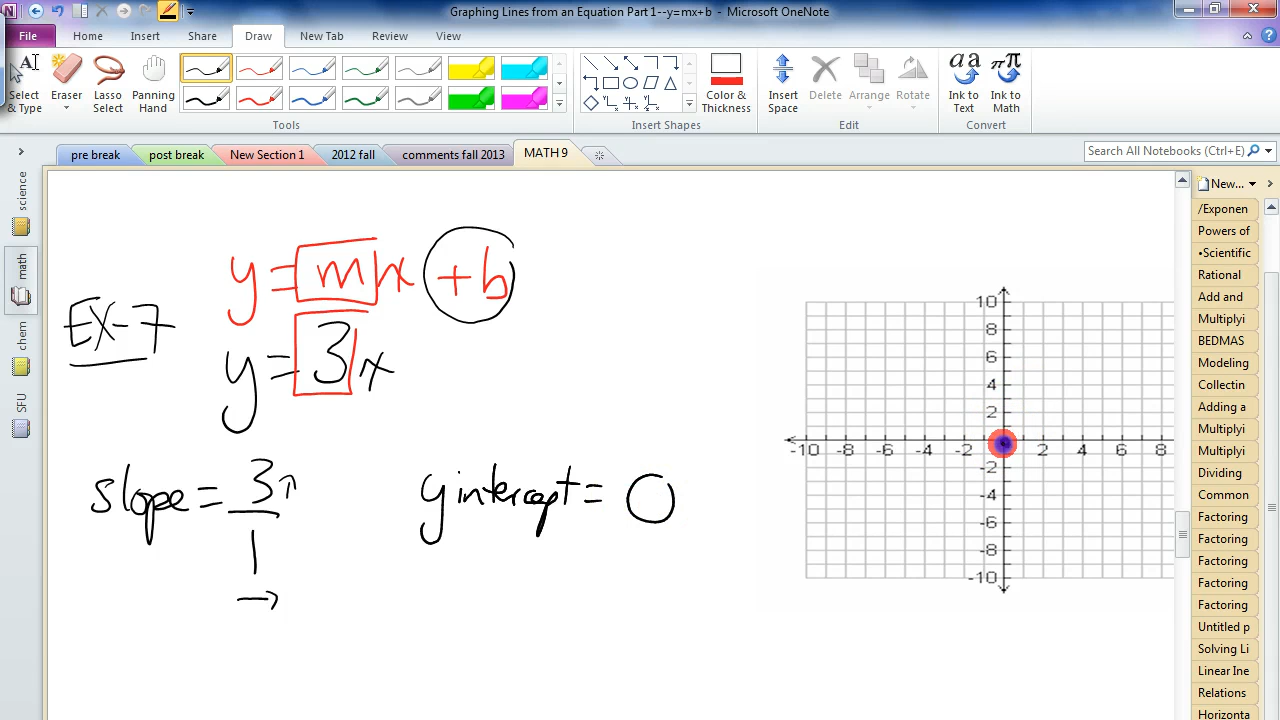 Graphing Lines from an Equation Part 1--y=mx+b - Microsoft OneNote
File Home Insert Share Draw New Tab Review View
Select & Type
Eraser
Lasso Select
Panning Hand
Color & Thickness
Insert Space
Delete
Arrange
Rotate
Ink to Text
Ink to Math
Tools Insert Shapes Edit Convert
pre break post break New Section 1 2012 fall comments fall 2013 MATH 9
Search All Notebooks (Ctrl+E)
science
math
chem
SFU
New...
/Exponen
Powers of
•Scientific
Rational
Add and
Multiplyi
BEDMAS
Modeling
Collectin
Adding a
Multiplyi
Multiplyi
Dividing
Common
Factoring
Factoring
Factoring
Factoring
Factoring
Untitled p
Solving Li
Linear Ine
Relations
Horizonta
y = mx + b
EX-7
y = 3x
slope = 3↑
1
→
y intercept = 0
10
8
6
4
2
-10 -8 -6 -4 -2 2 4 6 8
-2
-4
-6
-8
-10